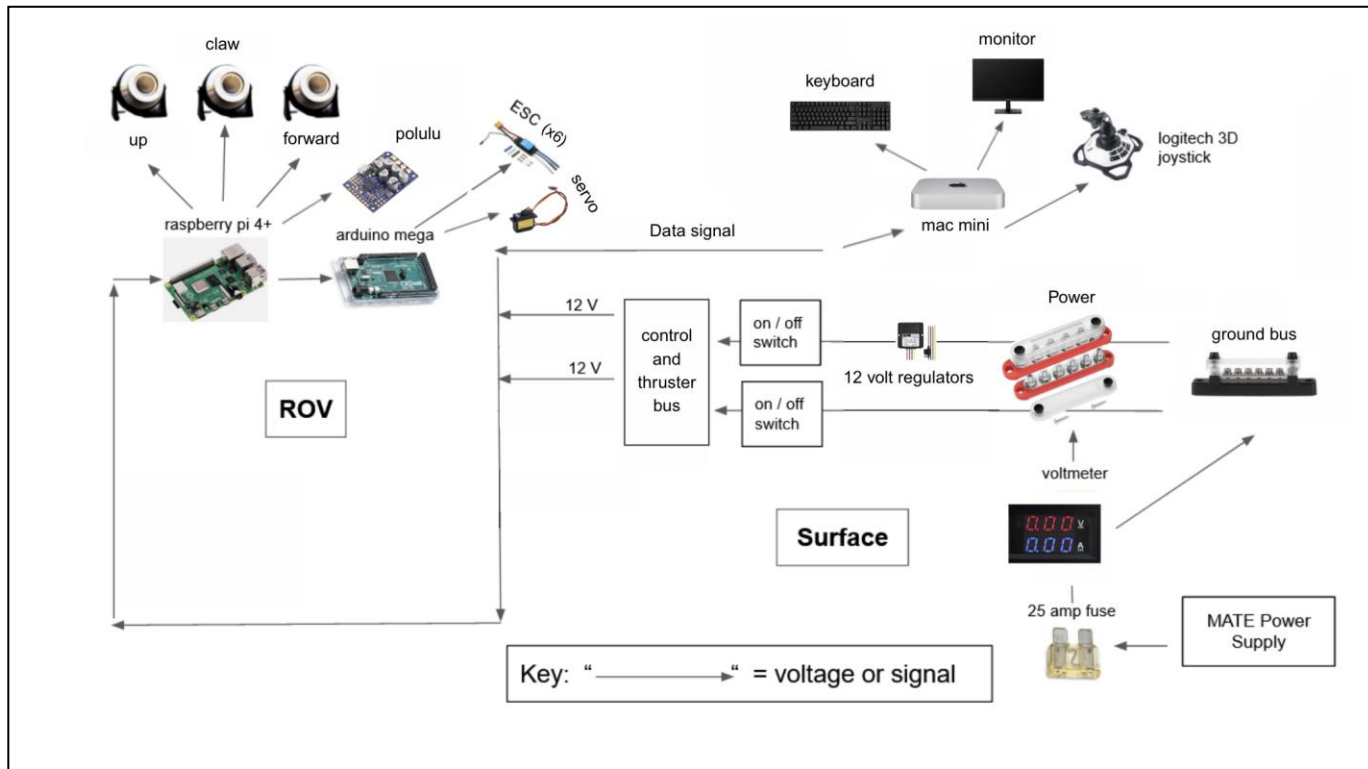 claw
up
forward
polulu
ESC (x6)
servo
raspberry pi 4+
arduino mega
keyboard
monitor
logitech 3D
joystick
mac mini
Data signal
12 V
12 V
control
and
thruster
bus
on / off
switch
on / off
switch
12 volt regulators
Power
ground bus
ROV
Surface
voltmeter
0.00 V
0.00 A
25 amp fuse
MATE Power
Supply
Key: “ “ = voltage or signal